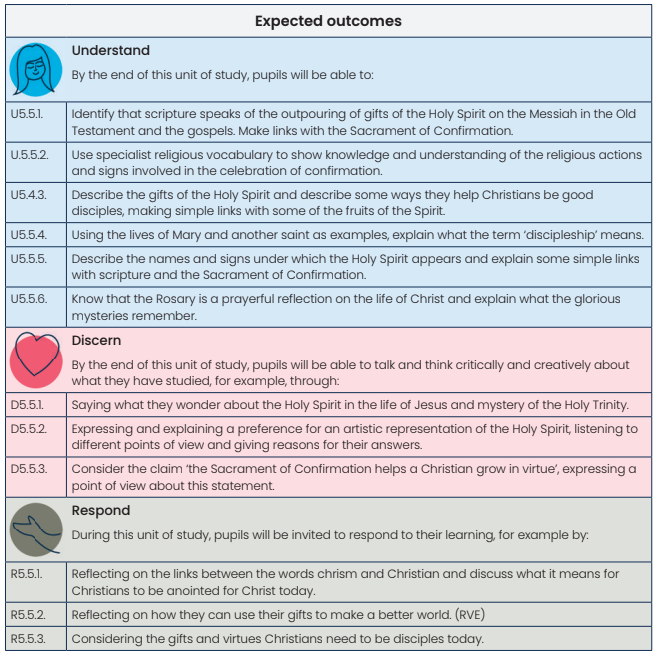 Expected outcomes
Understand
By the end of this unit of study, pupils will be able to:
U5.5.1.
Identify that scripture speaks of the outpouring of gifts of the Holy Spirit on the Messiah in the Old
Testament and the gospels. Make links with the Sacrament of Confirmation.
U.5.5.2.
Use specialist religious vocabulary to show knowledge and understanding of the religious actions
and signs involved in the celebration of confirmation.
U5.4.3.
Describe the gifts of the Holy Spirit and describe some ways they help Christians be good
disciples, making simple links with some of the fruits of the Spirit.
U5.5.4.
Using the lives of Mary and another saint as examples, explain what the term ‘discipleship’ means.
U5.5.5.
Describe the names and signs under which the Holy Spirit appears and explain some simple links
with scripture and the Sacrament of Confirmation.
U5.5.6.
Know that the Rosary is a prayerful reflection on the life of Christ and explain what the glorious
mysteries remember.
Discern
By the end of this unit of study, pupils will be able to talk and think critically and creatively about
what they have studied, for example, through:
D5.5.1.
Saying what they wonder about the Holy Spirit in the life of Jesus and mystery of the Holy Trinity.
D5.5.2.
Expressing and explaining a preference for an artistic representation of the Holy Spirit, listening to
different points of view and giving reasons for their answers.
D5.5.3.
Consider the claim ‘the Sacrament of Confirmation helps a Christian grow in virtue’, expressing a
point of view about this statement.
Respond
During this unit of study, pupils will be invited to respond to their learning, for example by:
R5.5.1.
Reflecting on the links between the words chrism and Christian and discuss what it means for
Christians to be anointed for Christ today.
R5.5.2.
Reflecting on how they can use their gifts to make a better world. (RVE)
R5.5.3.
Considering the gifts and virtues Christians need to be disciples today.